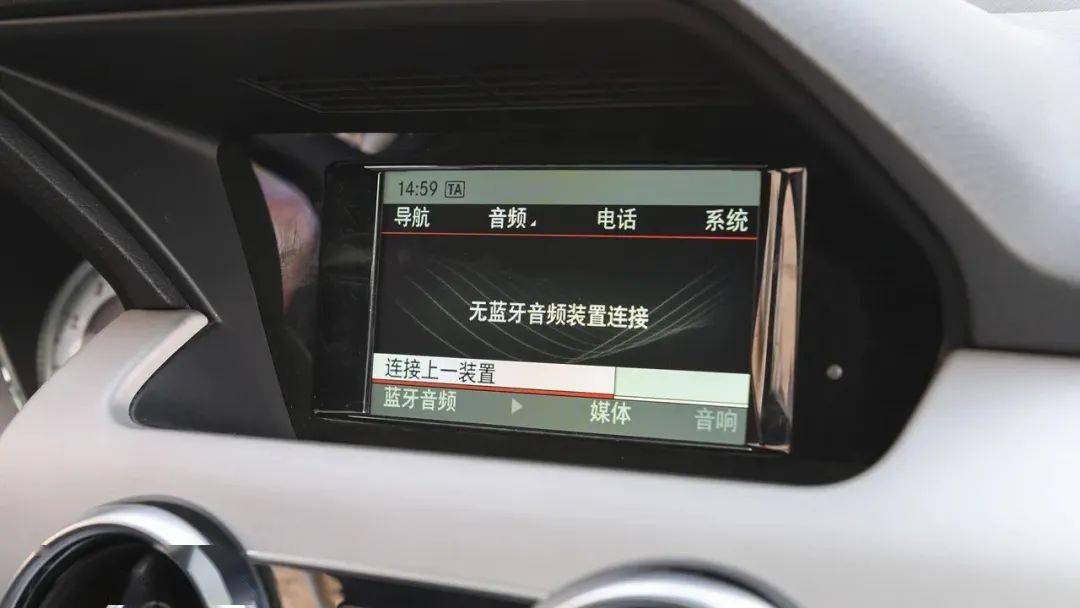 14:59 TA
导航 音频 电话 系统
无蓝牙音频装置连接
连接上一装置
蓝牙音频 媒体 音响